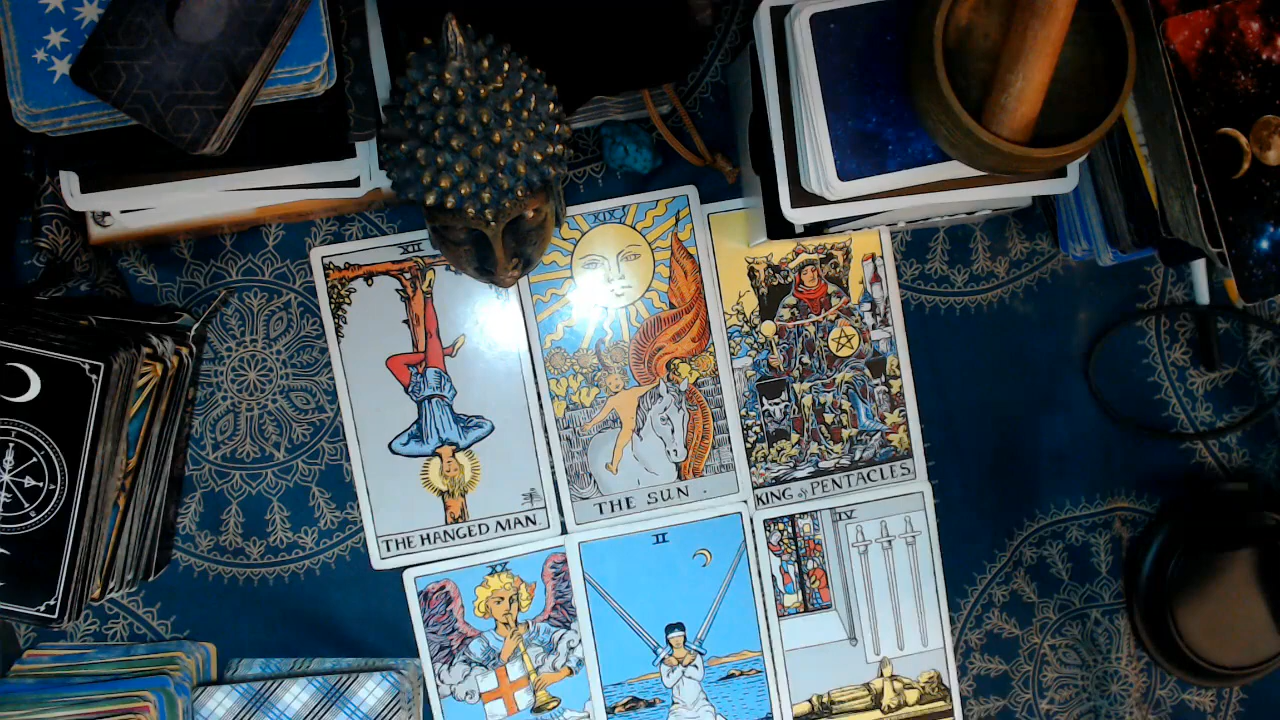 XII
THE HANGED MAN.
XIX
THE SUN .
KING of PENTACLES.
XX
II
IV